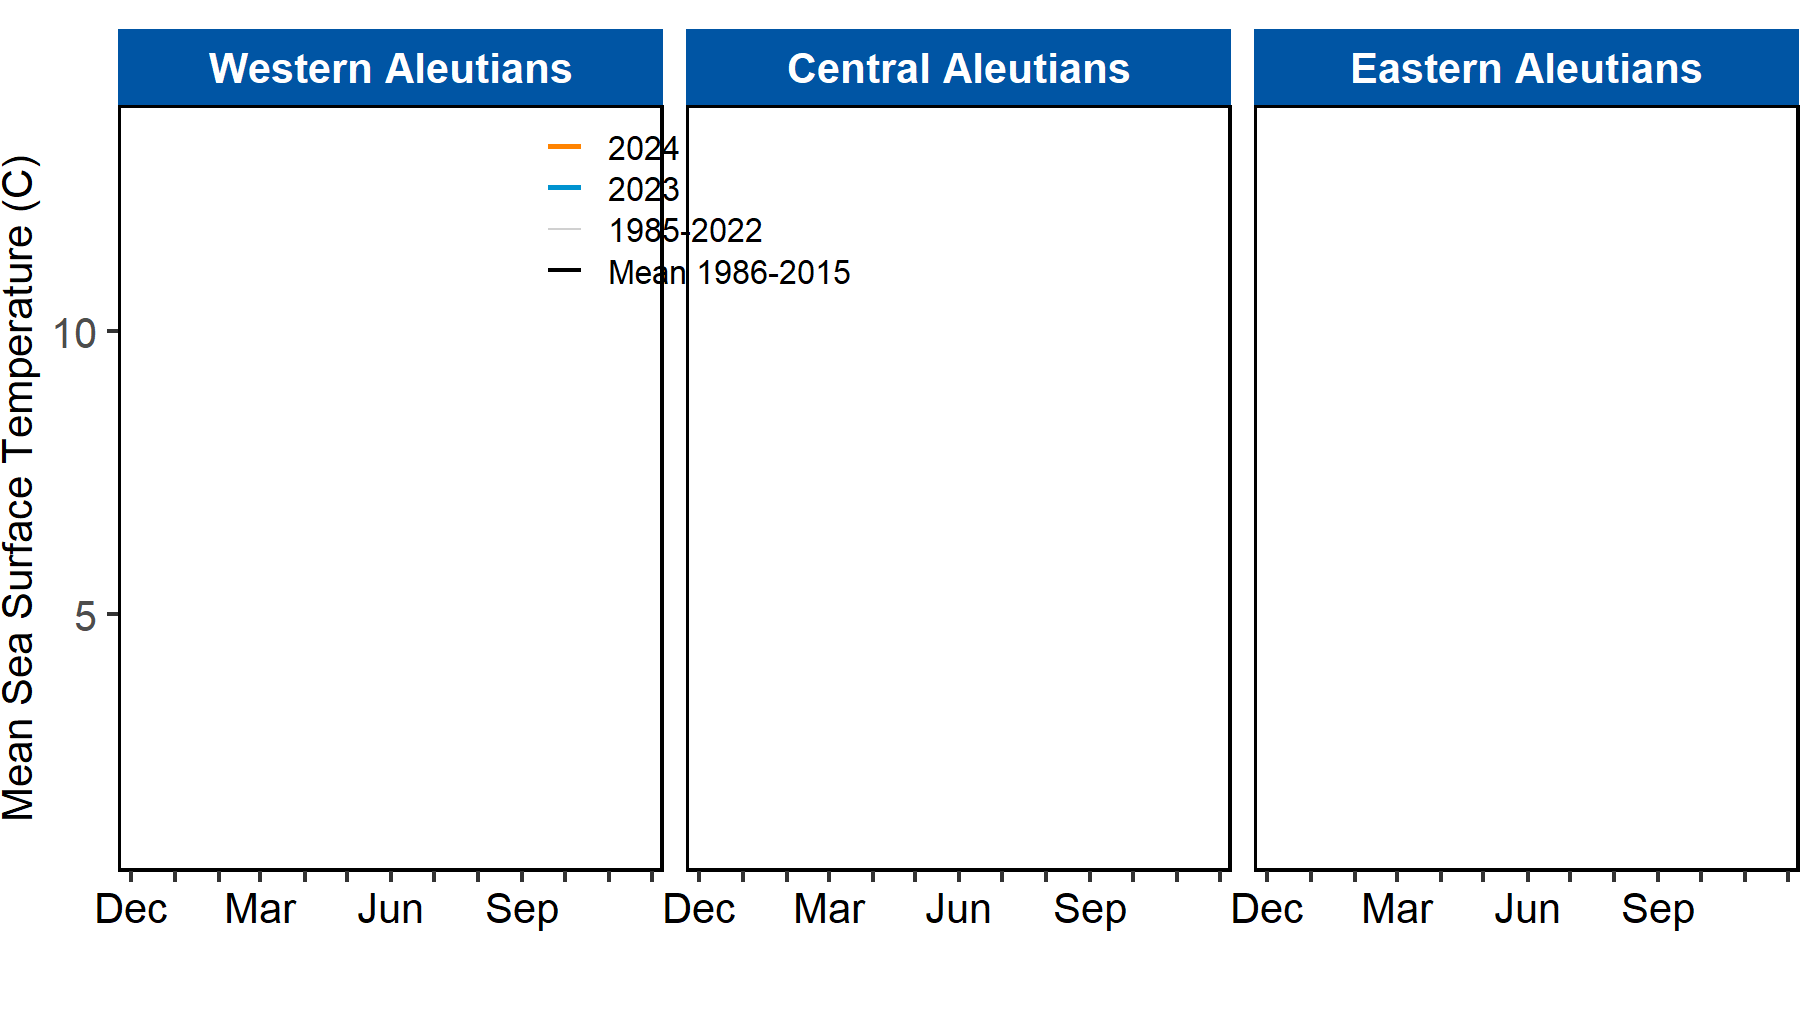 Western Aleutians
Central Aleutians
Eastern Aleutians
2024
2023
1985-2022
Mean 1986-2015
Mean Sea Surface Temperature (C)
10
5
Dec Mar Jun Sep
Dec Mar Jun Sep
Dec Mar Jun Sep